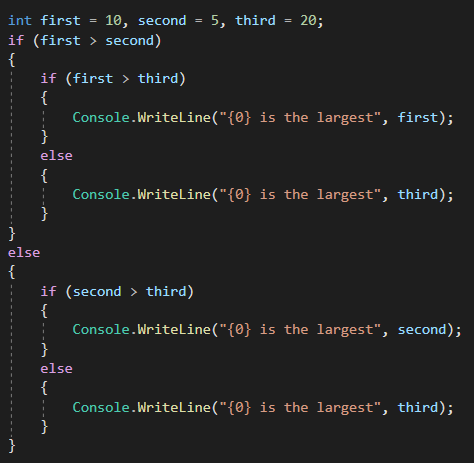 int first = 10, second = 5, third = 20;
if (first > second)
{
    if (first > third)
    {
        Console.WriteLine("{0} is the largest", first);
    }
    else
    {
        Console.WriteLine("{0} is the largest", third);
    }
}
else
{
    if (second > third)
    {
        Console.WriteLine("{0} is the largest", second);
    }
    else
    {
        Console.WriteLine("{0} is the largest", third);
    }
}